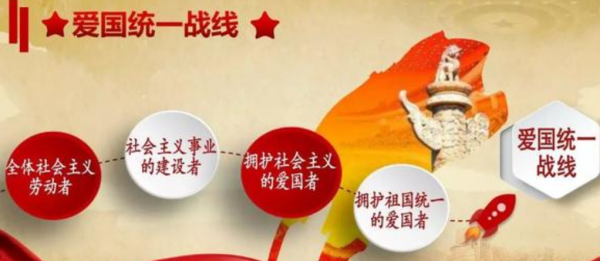 爱国统一战线
全体社会主义
劳动者
社会主义事业
的建设者
拥护社会主义
的爱国者
拥护祖国统一
的爱国者
爱国统一
战线